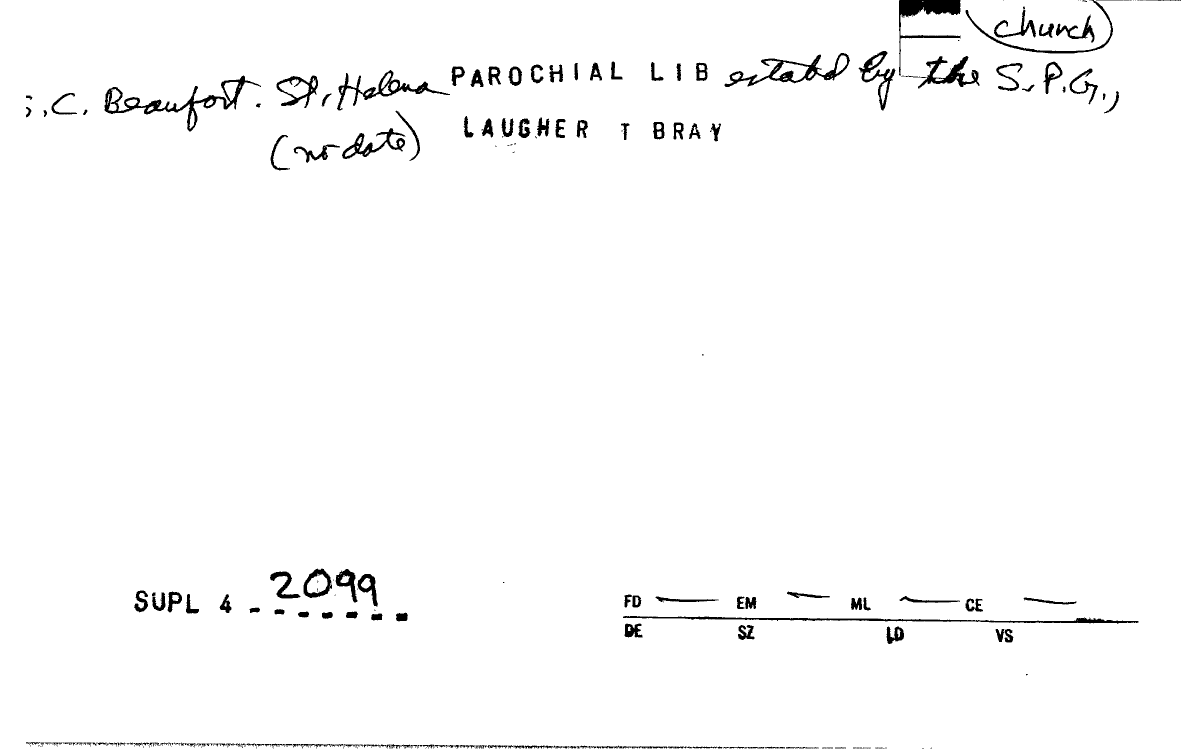 church
S.C. Beaufort. St. Helena PAROCHIAL LIB estabd by the S.P.G.,
(no date) LAUGHER T BRAY
SUPL 4 - 2099
FD EM ML CE
DE SZ LD VS